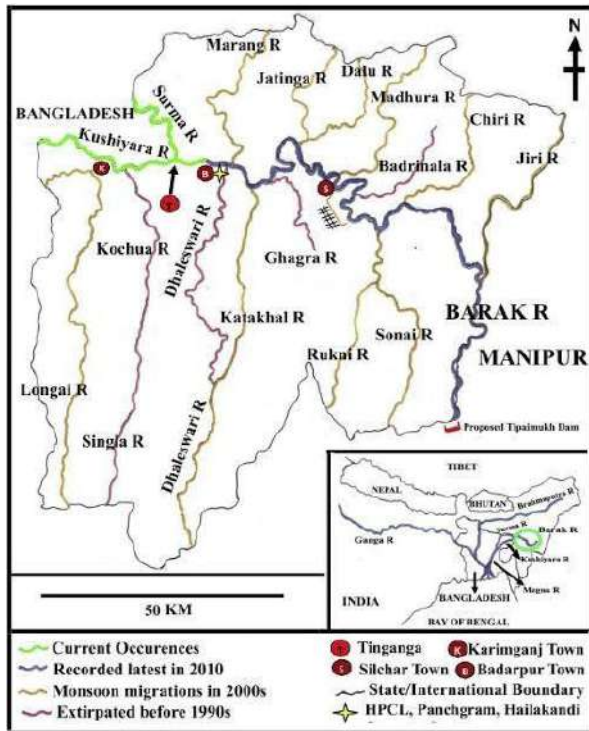 N
Marang R
Jatinga R
Dalu R
Madhura R
Chiri R
Jiri R
BANGLADESH
Surma R
Kushiyara R
Badrinala R
K
B
S
T
Kochua R
Dhaleswari R
Ghagra R
Katakhal R
BARAK R
Rukni R
Sonai R
MANIPUR
Longai R
Singla R
Dhaleswari R
Proposed Tipaimukh Dam
TIBET
NEPAL
BHUTAN
Brahmaputra R
Surma R
Barak R
Ganga R
Kushiyara R
Megna R
BANGLADESH
INDIA
BAY OF BENGAL
50 KM
Current Occurences
Recorded latest in 2010
Monsoon migrations in 2000s
Extirpated before 1990s
T Tinganga
K Karimganj Town
S Silchar Town
B Badarpur Town
State/International Boundary
HPCL, Panchgram, Hailakandi